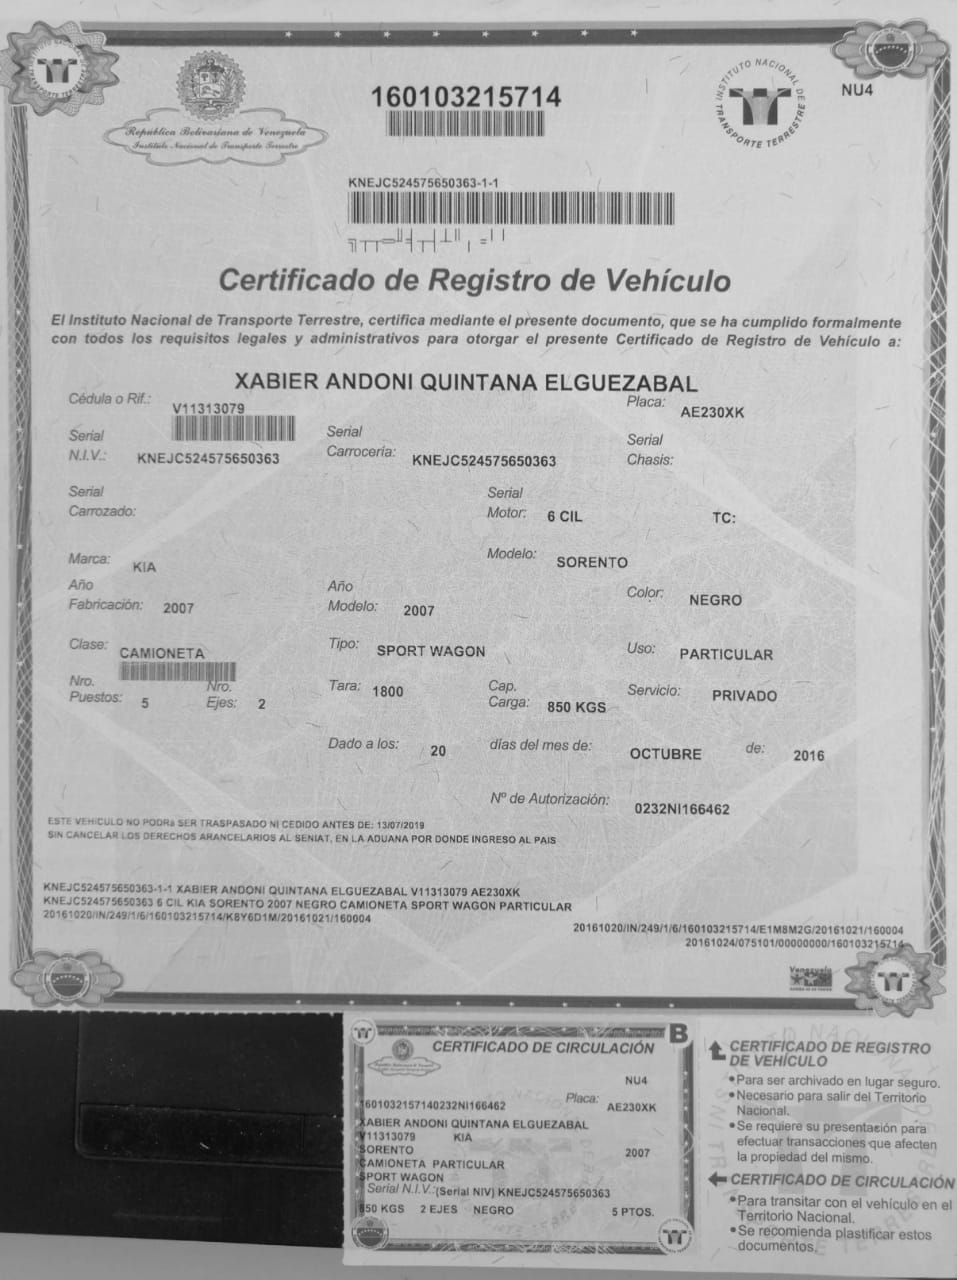 INSTITUTO NACIONAL DE TRANSPORTE TERRESTRE
República Bolivariana de Venezuela
Instituto Nacional de Transporte Terrestre
160103215714
INSTITUTO NACIONAL DE TRANSPORTE TERRESTRE
NU4
KNEJC524575650363-1-1
Certificado de Registro de Vehículo
El Instituto Nacional de Transporte Terrestre, certifica mediante el presente documento, que se ha cumplido formalmente
con todos los requisitos legales y administrativos para otorgar el presente Certificado de Registro de Vehículo a:
XABIER ANDONI QUINTANA ELGUEZABAL
Cédula o Rif.: V11313079 Placa: AE230XK
Serial N.I.V.: KNEJC524575650363 Serial Carrocería: KNEJC524575650363 Serial Chasis:
Serial Carrozado: Serial Motor: 6 CIL TC:
Marca: KIA Modelo: SORENTO
Año Fabricación: 2007 Año Modelo: 2007 Color: NEGRO
Clase: CAMIONETA Tipo: SPORT WAGON Uso: PARTICULAR
Nro. Puestos: 5 Nro. Ejes: 2 Tara: 1800 Cap. Carga: 850 KGS Servicio: PRIVADO
Dado a los: 20 días del mes de: OCTUBRE de: 2016
Nº de Autorización: 0232NI166462
ESTE VEHICULO NO PODRá SER TRASPASADO NI CEDIDO ANTES DE: 13/07/2019
SIN CANCELAR LOS DERECHOS ARANCELARIOS AL SENIAT, EN LA ADUANA POR DONDE INGRESO AL PAIS
KNEJC524575650363-1-1 XABIER ANDONI QUINTANA ELGUEZABAL V11313079 AE230XK
KNEJC524575650363 6 CIL KIA SORENTO 2007 NEGRO CAMIONETA SPORT WAGON PARTICULAR
20161020/IN/249/1/6/160103215714/K8Y6D1M/20161021/160004
20161020/IN/249/1/6/160103215714/E1M8M2G/20161021/160004
20161024/075101/00000000/160103215714
Venezuela
B
CERTIFICADO DE CIRCULACIÓN
NU4
1601032157140232NI166462 Placa: AE230XK
XABIER ANDONI QUINTANA ELGUEZABAL
V11313079 KIA
SORENTO 2007
CAMIONETA PARTICULAR
SPORT WAGON
Serial N.I.V.:(Serial NIV) KNEJC524575650363
850 KGS 2 EJES NEGRO 5 PTOS.
CERTIFICADO DE REGISTRO
DE VEHÍCULO
•Para ser archivado en lugar seguro.
•Necesario para salir del Territorio
Nacional.
•Se requiere su presentación para
efectuar transacciones que afecten
la propiedad del mismo.
CERTIFICADO DE CIRCULACIÓN
•Para transitar con el vehículo en el
Territorio Nacional.
•Se recomienda plastificar estos
documentos.